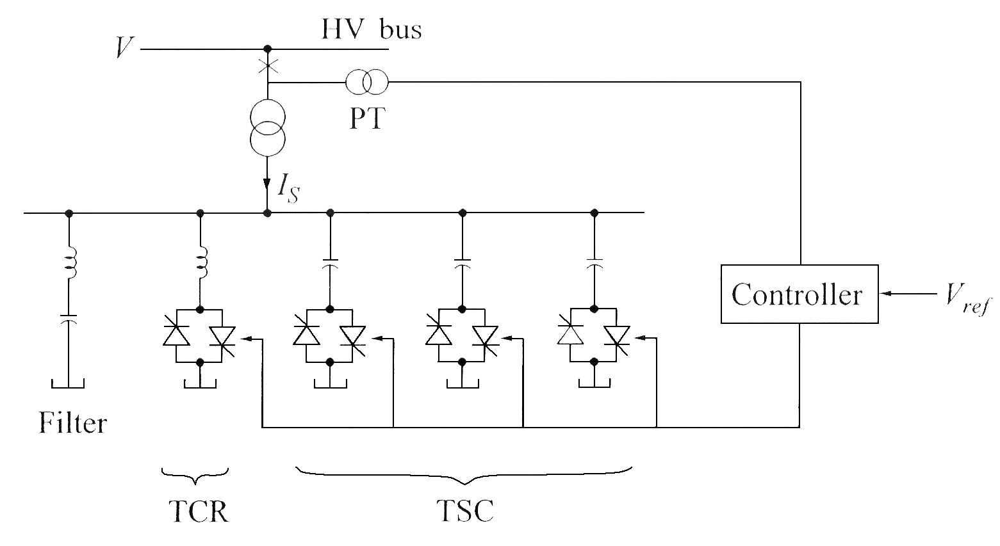 HV bus
V
PT
I_S
Controller
V_ref
Filter
TCR
TSC